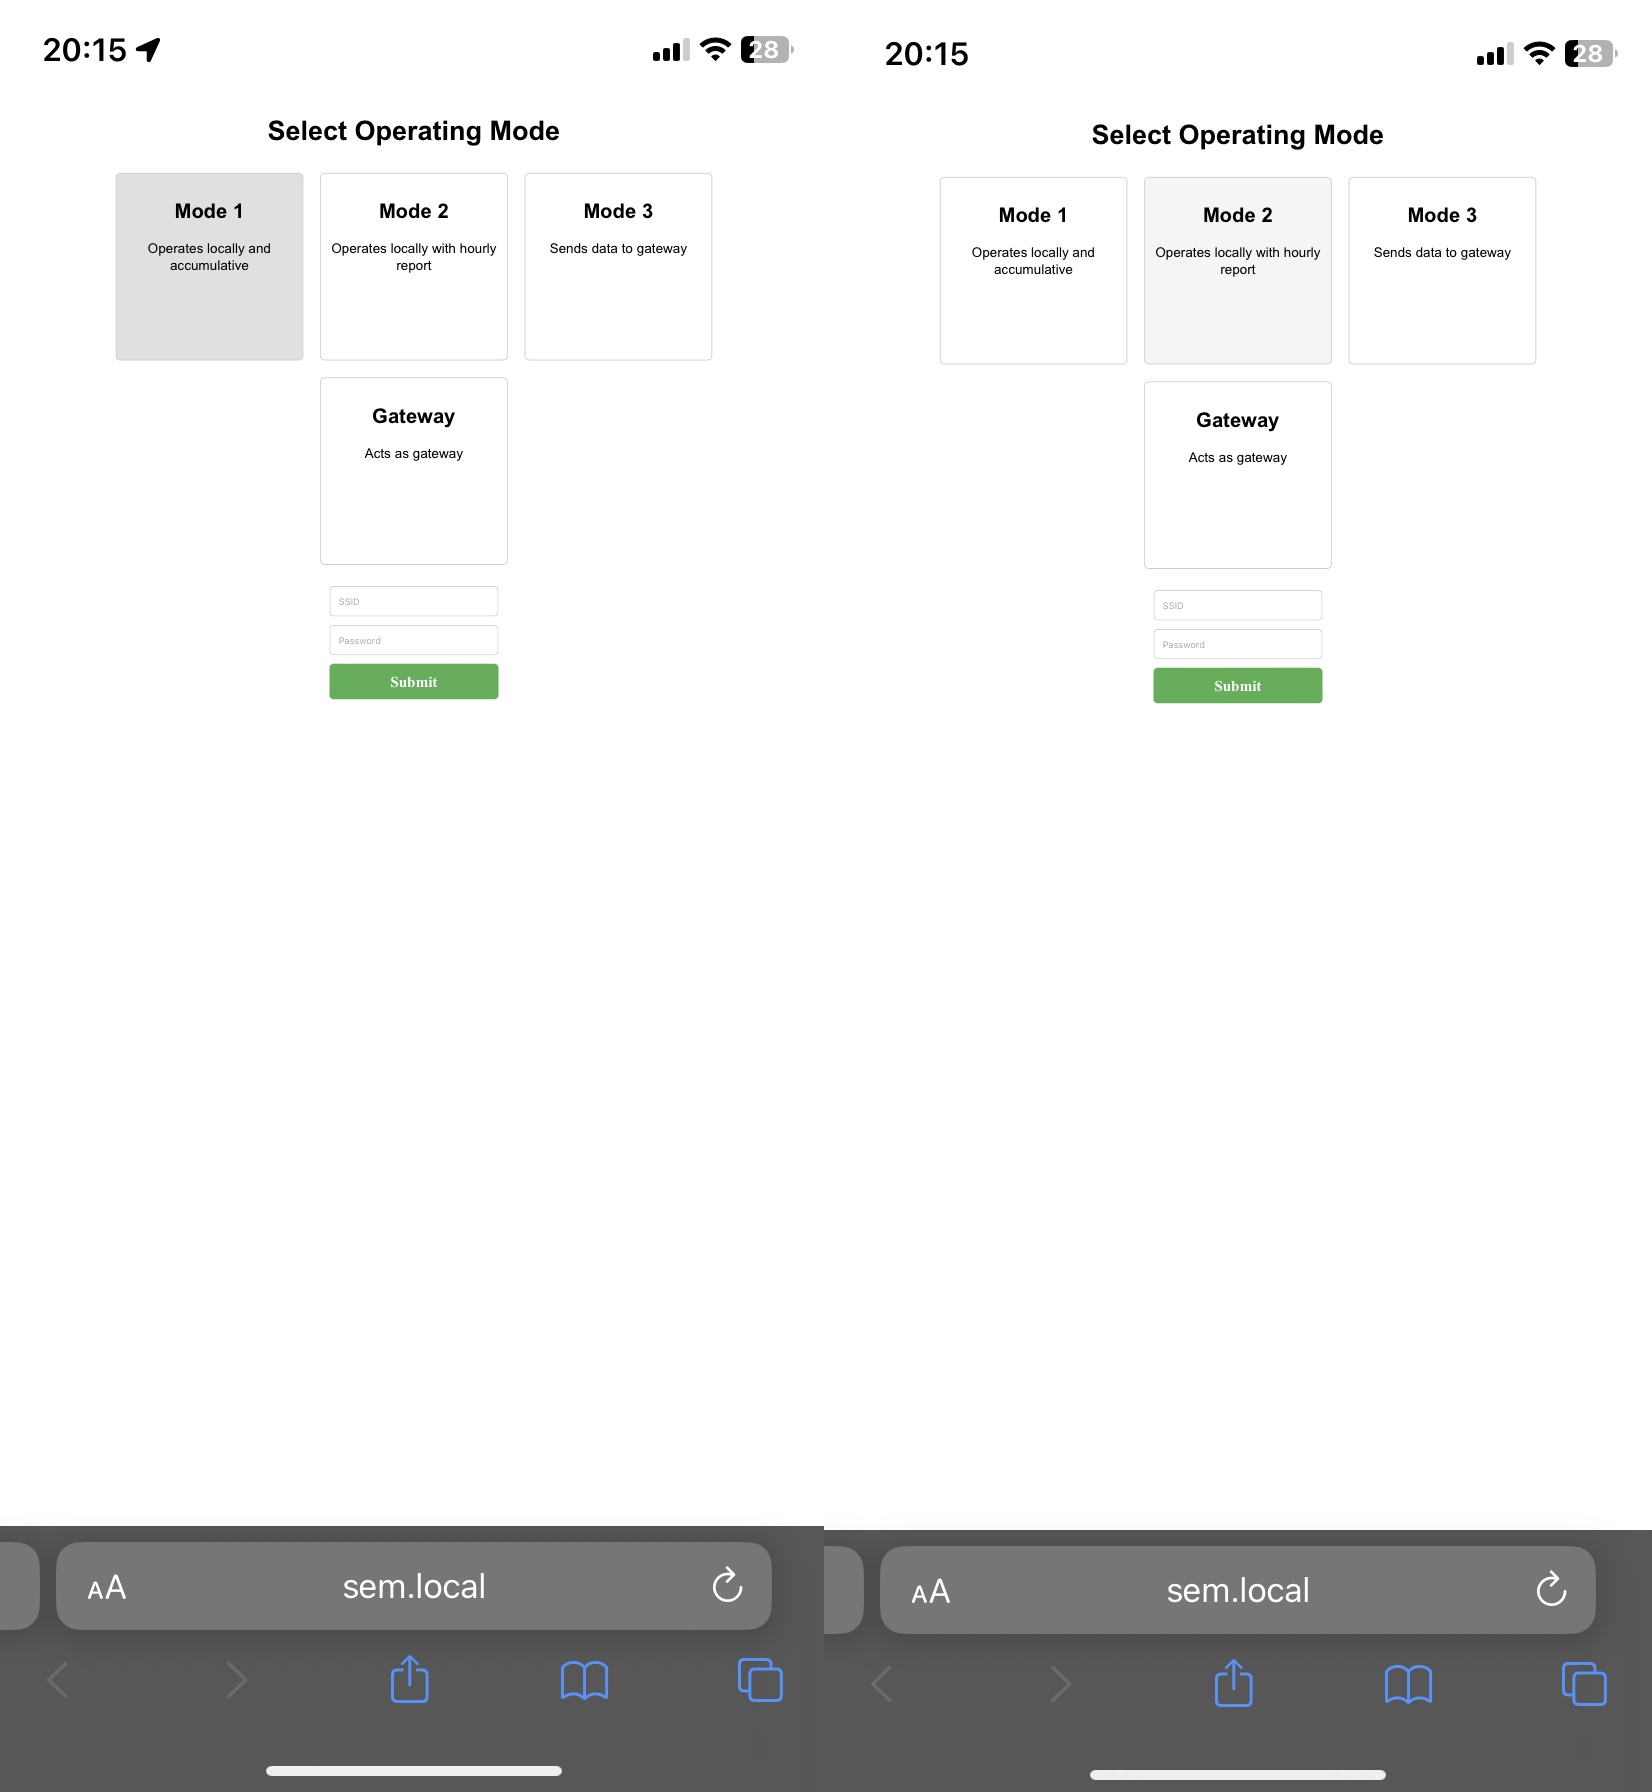 20:15
28
Select Operating Mode
Mode 1
Operates locally and
accumulative
Mode 2
Operates locally with hourly
report
Mode 3
Sends data to gateway
Gateway
Acts as gateway
SSID
Password
Submit
AA
sem.local
20:15
28
Select Operating Mode
Mode 1
Operates locally and
accumulative
Mode 2
Operates locally with hourly
report
Mode 3
Sends data to gateway
Gateway
Acts as gateway
SSID
Password
Submit
AA
sem.local